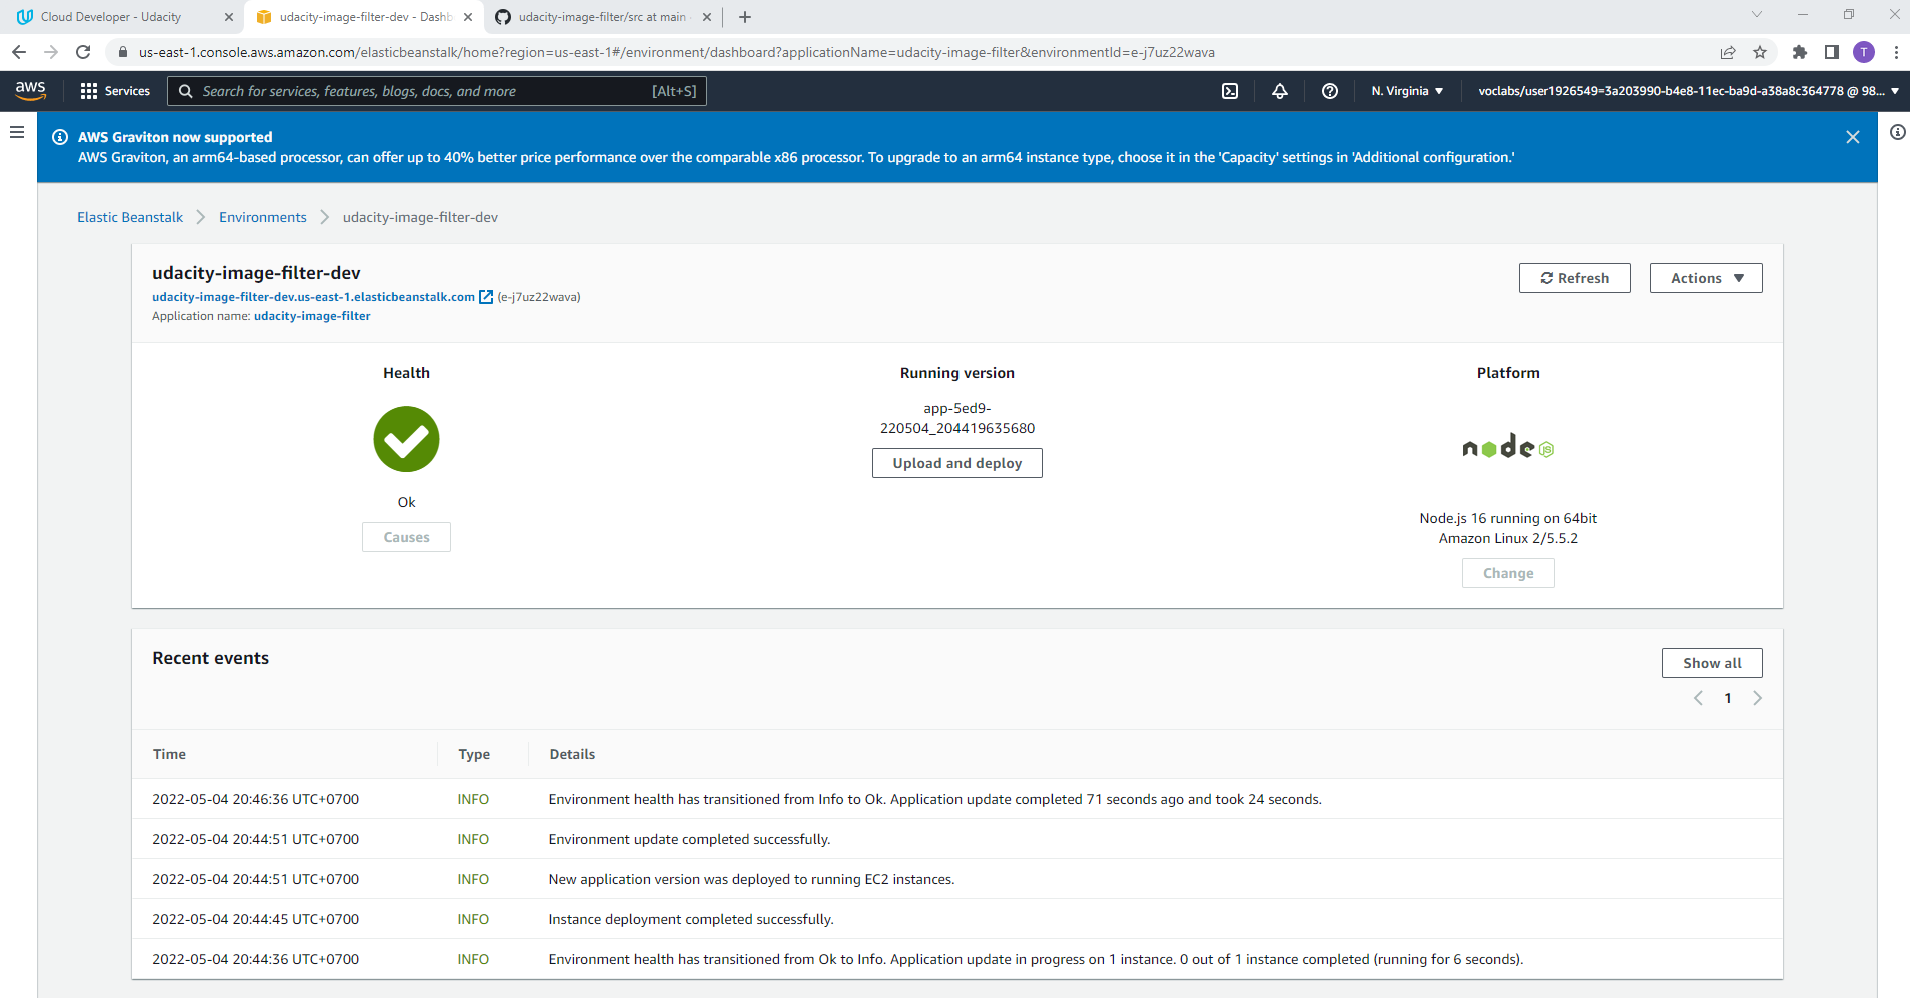 Cloud Developer - Udacity
udacity-image-filter-dev - Dashb
udacity-image-filter/src at main
us-east-1.console.aws.amazon.com/elasticbeanstalk/home?region=us-east-1#/environment/dashboard?applicationName=udacity-image-filter&environmentId=e-j7uz22wava
T
aws
Services
Search for services, features, blogs, docs, and more
[Alt+S]
N. Virginia
voclabs/user1926549=3a203990-b4e8-11ec-ba9d-a38a8c364778 @ 98...
AWS Graviton now supported
AWS Graviton, an arm64-based processor, can offer up to 40% better price performance over the comparable x86 processor. To upgrade to an arm64 instance type, choose it in the 'Capacity' settings in 'Additional configuration.'
Elastic Beanstalk
Environments
udacity-image-filter-dev
udacity-image-filter-dev
udacity-image-filter-dev.us-east-1.elasticbeanstalk.com (e-j7uz22wava)
Application name: udacity-image-filter
Refresh
Actions
Health
Ok
Causes
Running version
app-5ed9-
220504_204419635680
Upload and deploy
Platform
node JS
Node.js 16 running on 64bit
Amazon Linux 2/5.5.2
Change
Recent events
Show all
1
Time Type Details
2022-05-04 20:46:36 UTC+0700 INFO Environment health has transitioned from Info to Ok. Application update completed 71 seconds ago and took 24 seconds.
2022-05-04 20:44:51 UTC+0700 INFO Environment update completed successfully.
2022-05-04 20:44:51 UTC+0700 INFO New application version was deployed to running EC2 instances.
2022-05-04 20:44:45 UTC+0700 INFO Instance deployment completed successfully.
2022-05-04 20:44:36 UTC+0700 INFO Environment health has transitioned from Ok to Info. Application update in progress on 1 instance. 0 out of 1 instance completed (running for 6 seconds).